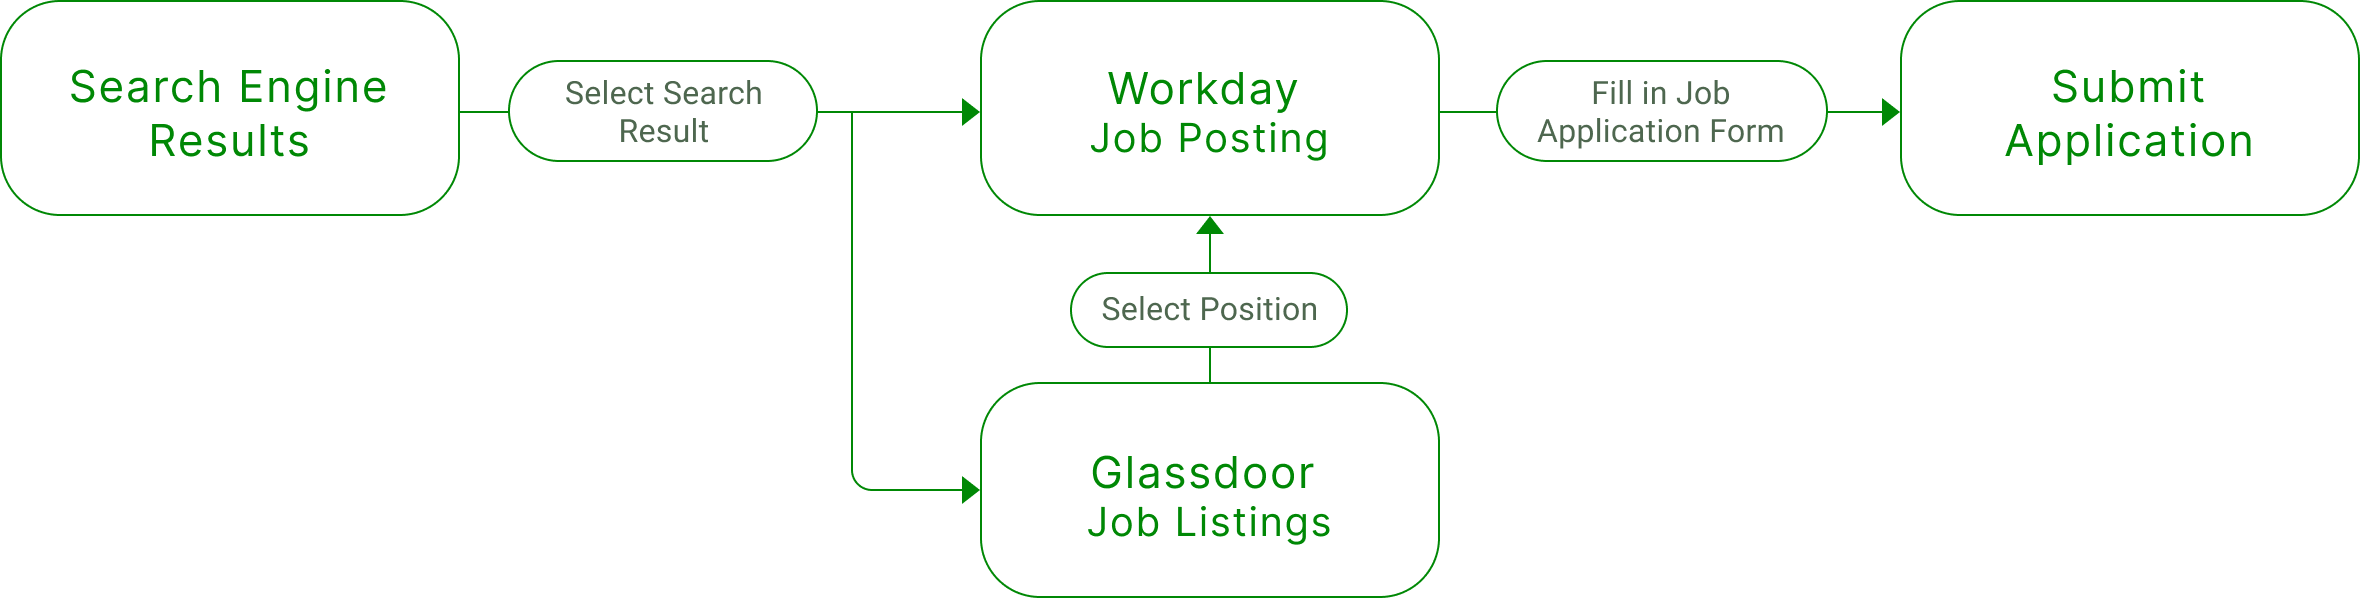 Search Engine
Results
Select Search
Result
Workday
Job Posting
Fill in Job
Application Form
Submit
Application
Select Position
Glassdoor
Job Listings